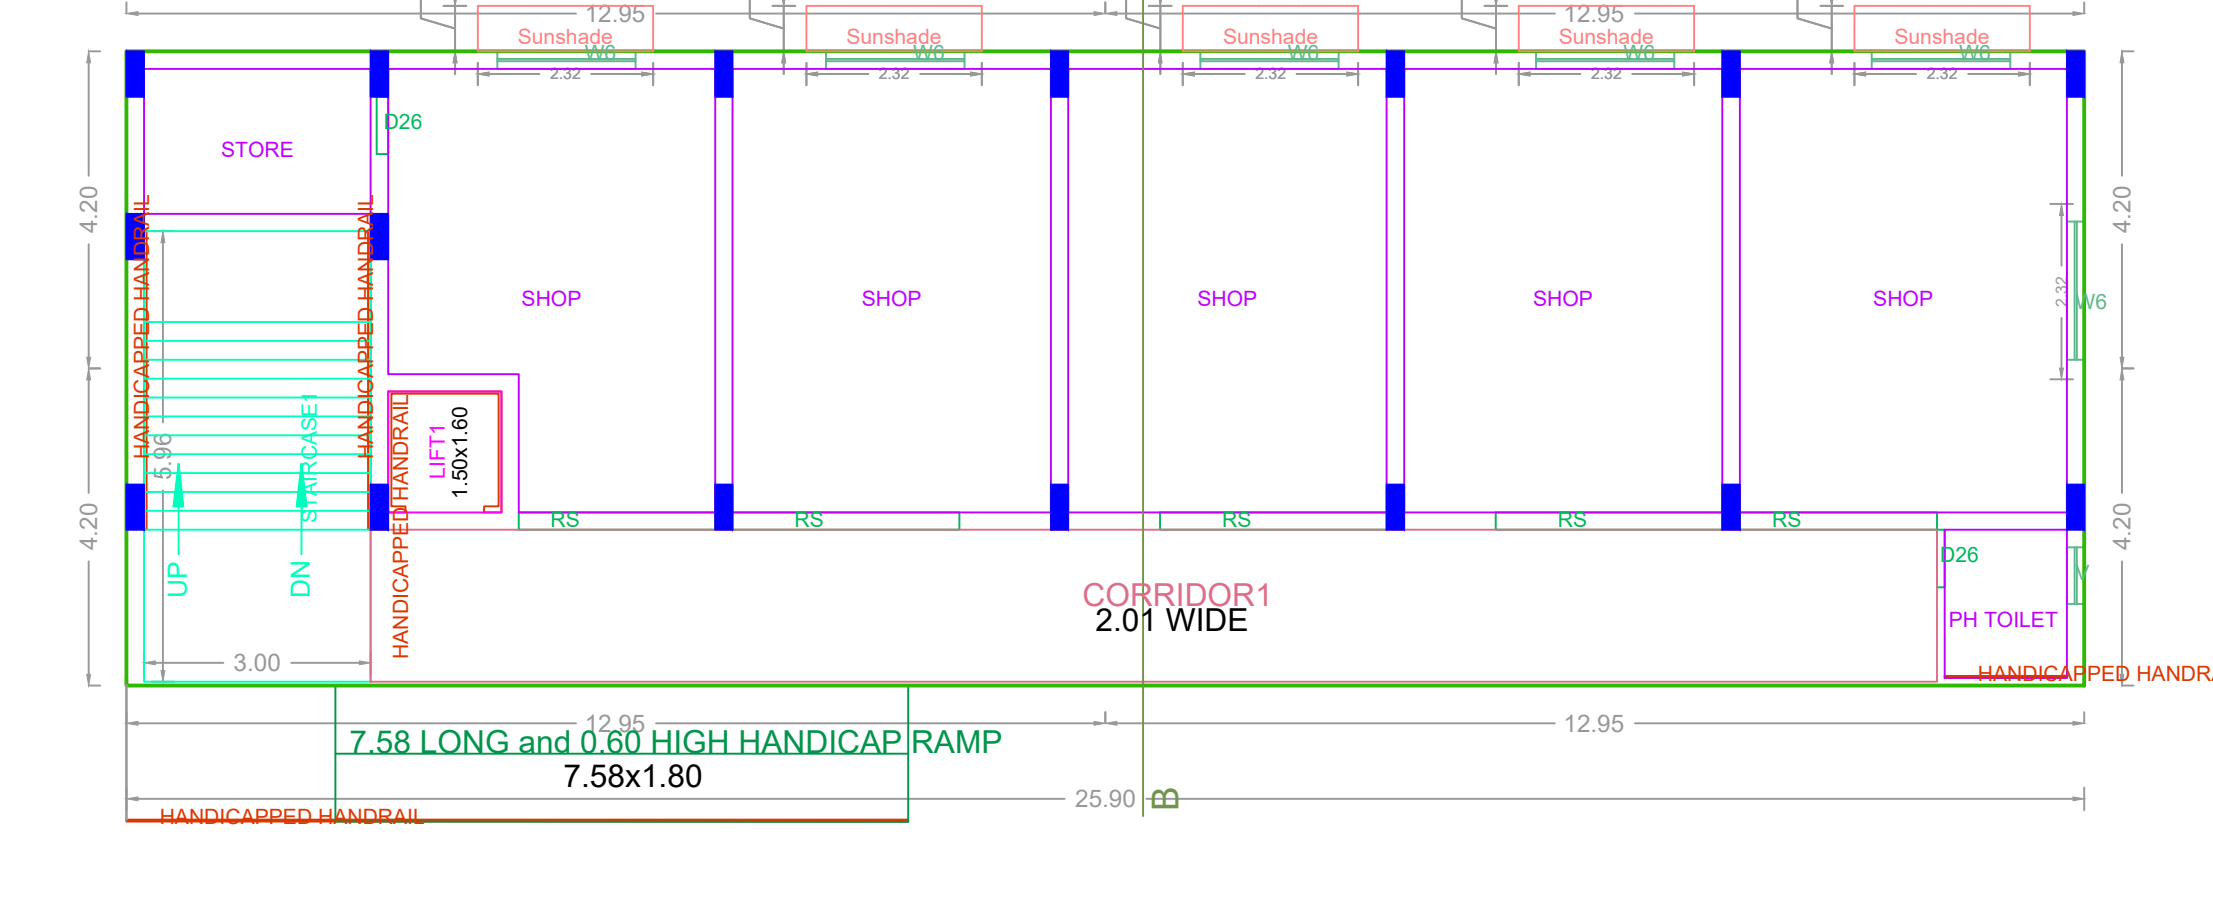 12.95
12.95
Sunshade
Sunshade
Sunshade
Sunshade
Sunshade
W6
W6
W6
W6
W6
2.32
2.32
2.32
2.32
2.32
D26
STORE
4.20
4.20
HANDICAPPED HANDRAIL
HANDICAPPED HANDRAIL
SHOP
SHOP
SHOP
SHOP
SHOP
2.32
W6
STAIRCASE1
5.96
LIFT1
1.50x1.60
HANDICAPPED HANDRAIL
4.20
4.20
RS
RS
RS
RS
RS
D26
UP
DN
V
CORRIDOR1
2.01 WIDE
PH TOILET
3.00
HANDICAPPED HANDRA
12.95
12.95
7.58 LONG and 0.60 HIGH HANDICAP RAMP
7.58x1.80
25.90
B
HANDICAPPED HANDRAIL